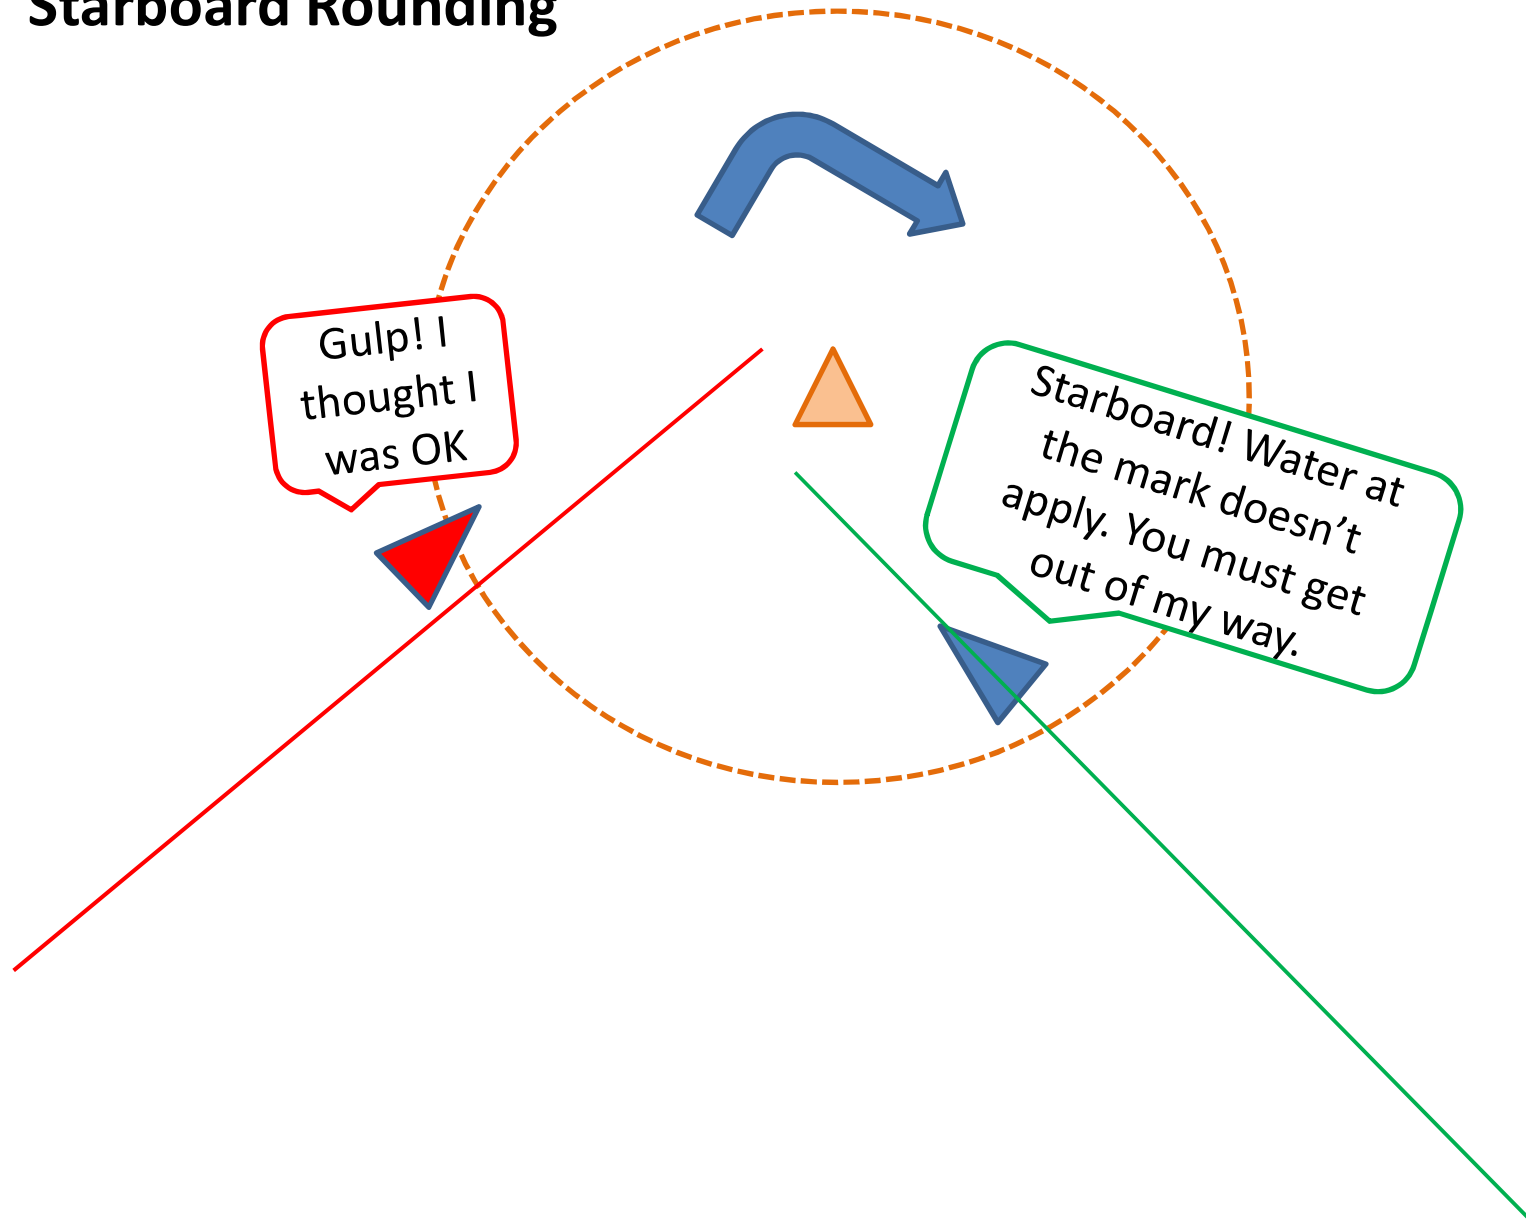 Starboard Rounding
Gulp! I
thought I
was OK
Starboard! Water at
the mark doesn’t
apply. You must get
out of my way.